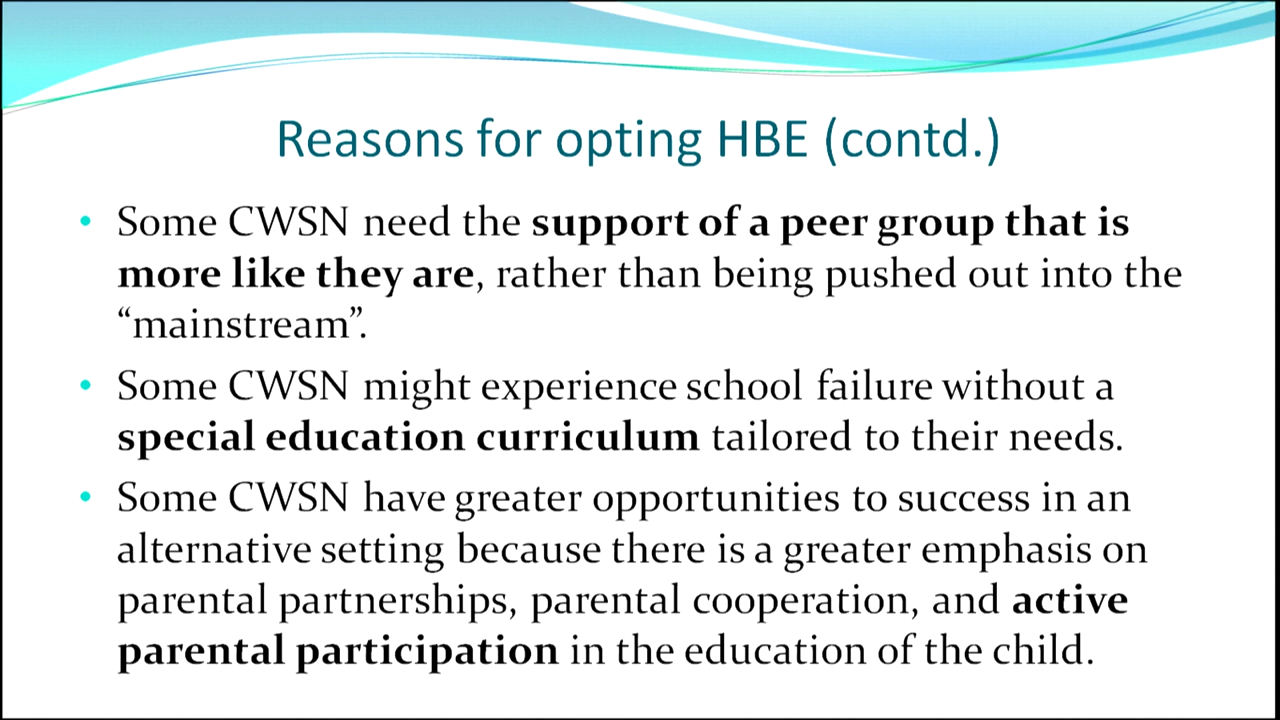 Reasons for opting HBE (contd.)
• Some CWSN need the support of a peer group that is
more like they are, rather than being pushed out into the
“mainstream”.
• Some CWSN might experience school failure without a
special education curriculum tailored to their needs.
• Some CWSN have greater opportunities to success in an
alternative setting because there is a greater emphasis on
parental partnerships, parental cooperation, and active
parental participation in the education of the child.